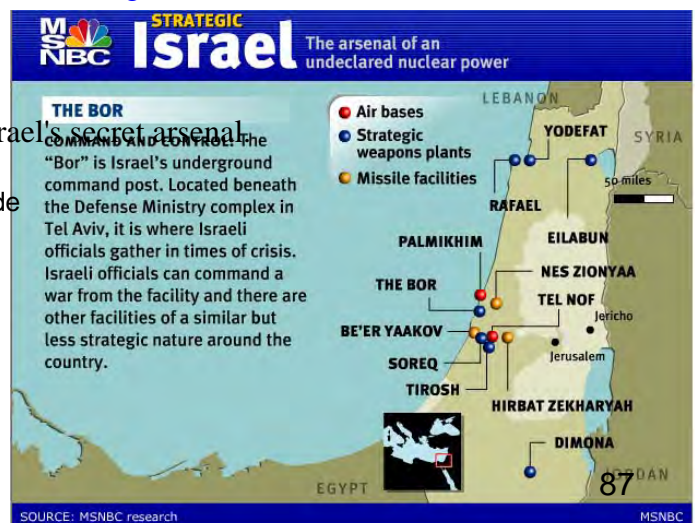 MSNBC
STRATEGIC
Israel
The arsenal of an
undeclared nuclear power
THE BOR
rael's secret arsenal.
COMMAND AND CONTROL: The
"Bor" is Israel's underground
command post. Located beneath
de
the Defense Ministry complex in
Tel Aviv, it is where Israeli
officials gather in times of crisis.
Israeli officials can command a
war from the facility and there are
other facilities of a similar but
less strategic nature around the
country.
Air bases
Strategic
weapons plants
Missile facilities
LEBANON
YODEFAT
SYRIA
50 miles
RAFAEL
PALMIKHIM
EILABUN
NES ZIONYAA
THE BOR
TEL NOF
BE'ER YAAKOV
Jericho
Jerusalem
SOREQ
TIROSH
HIRBAT ZEKHARYAH
DIMONA
JORDAN
87
EGYPT
SOURCE: MSNBC research
MSNBC